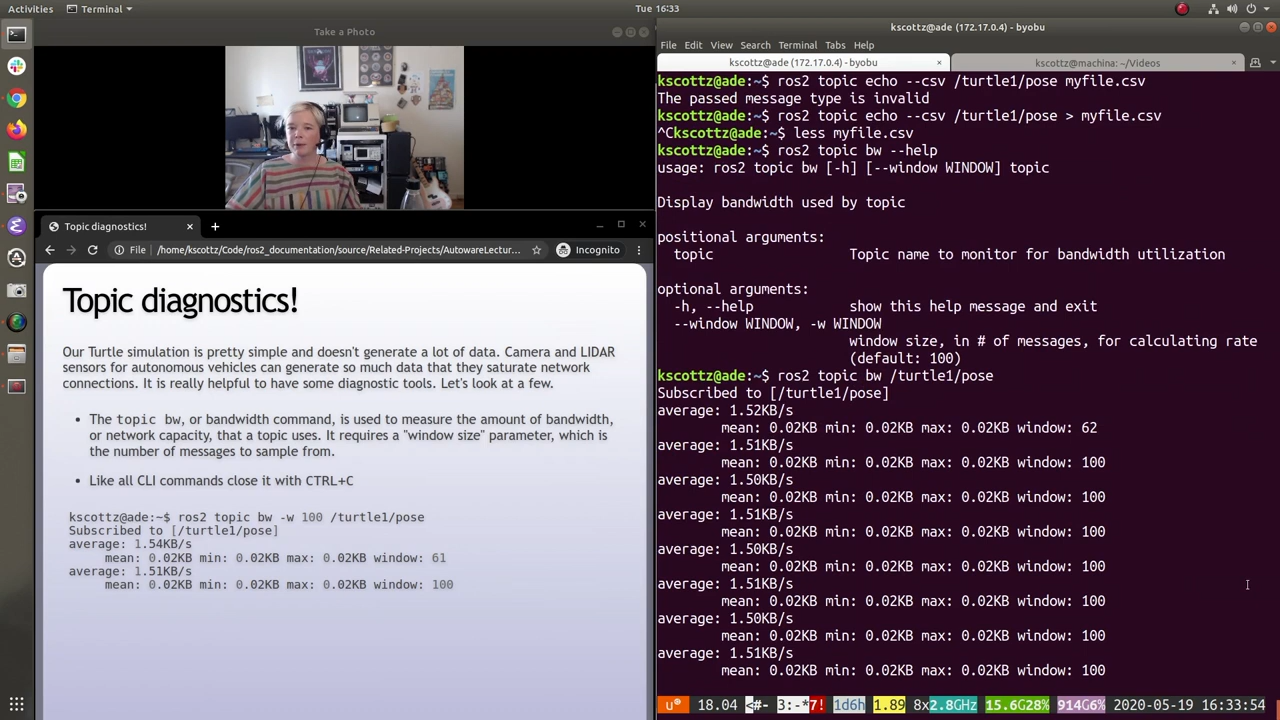 Activities
Terminal
Tue 16:33
Take a Photo
Topic diagnostics!
File
/home/kscottz/Code/ros2_documentation/source/Related-Projects/AutowareLectur...
Incognito
Topic diagnostics!
Our Turtle simulation is pretty simple and doesn't generate a lot of data. Camera and LIDAR
sensors for autonomous vehicles can generate so much data that they saturate network
connections. It is really helpful to have some diagnostic tools. Let's look at a few.
• The topic bw, or bandwidth command, is used to measure the amount of bandwidth,
or network capacity, that a topic uses. It requires a "window size" parameter, which is
the number of messages to sample from.
• Like all CLI commands close it with CTRL+C
kscottz@ade:~$ ros2 topic bw -w 100 /turtle1/pose
Subscribed to [/turtle1/pose]
average: 1.54KB/s
mean: 0.02KB min: 0.02KB max: 0.02KB window: 61
average: 1.51KB/s
mean: 0.02KB min: 0.02KB max: 0.02KB window: 100
kscottz@ade (172.17.0.4) - byobu
File Edit View Search Terminal Tabs Help
kscottz@ade (172.17.0.4) - byobu
kscottz@machina: ~/Videos
kscottz@ade:~$ ros2 topic echo --csv /turtle1/pose myfile.csv
The passed message type is invalid
kscottz@ade:~$ ros2 topic echo --csv /turtle1/pose > myfile.csv
^Ckscottz@ade:~$ less myfile.csv
kscottz@ade:~$ ros2 topic bw --help
usage: ros2 topic bw [-h] [--window WINDOW] topic
Display bandwidth used by topic
positional arguments:
topic Topic name to monitor for bandwidth utilization
optional arguments:
-h, --help show this help message and exit
--window WINDOW, -w WINDOW
window size, in # of messages, for calculating rate
(default: 100)
kscottz@ade:~$ ros2 topic bw /turtle1/pose
Subscribed to [/turtle1/pose]
average: 1.52KB/s
mean: 0.02KB min: 0.02KB max: 0.02KB window: 62
average: 1.51KB/s
mean: 0.02KB min: 0.02KB max: 0.02KB window: 100
average: 1.50KB/s
mean: 0.02KB min: 0.02KB max: 0.02KB window: 100
average: 1.51KB/s
mean: 0.02KB min: 0.02KB max: 0.02KB window: 100
average: 1.50KB/s
mean: 0.02KB min: 0.02KB max: 0.02KB window: 100
average: 1.51KB/s
mean: 0.02KB min: 0.02KB max: 0.02KB window: 100
average: 1.50KB/s
mean: 0.02KB min: 0.02KB max: 0.02KB window: 100
average: 1.51KB/s
mean: 0.02KB min: 0.02KB max: 0.02KB window: 100
u 18.04 <#- 3:-*7! 1d6h 1.89 8x2.8GHz 15.6G28% 914G6% 2020-05-19 16:33:54